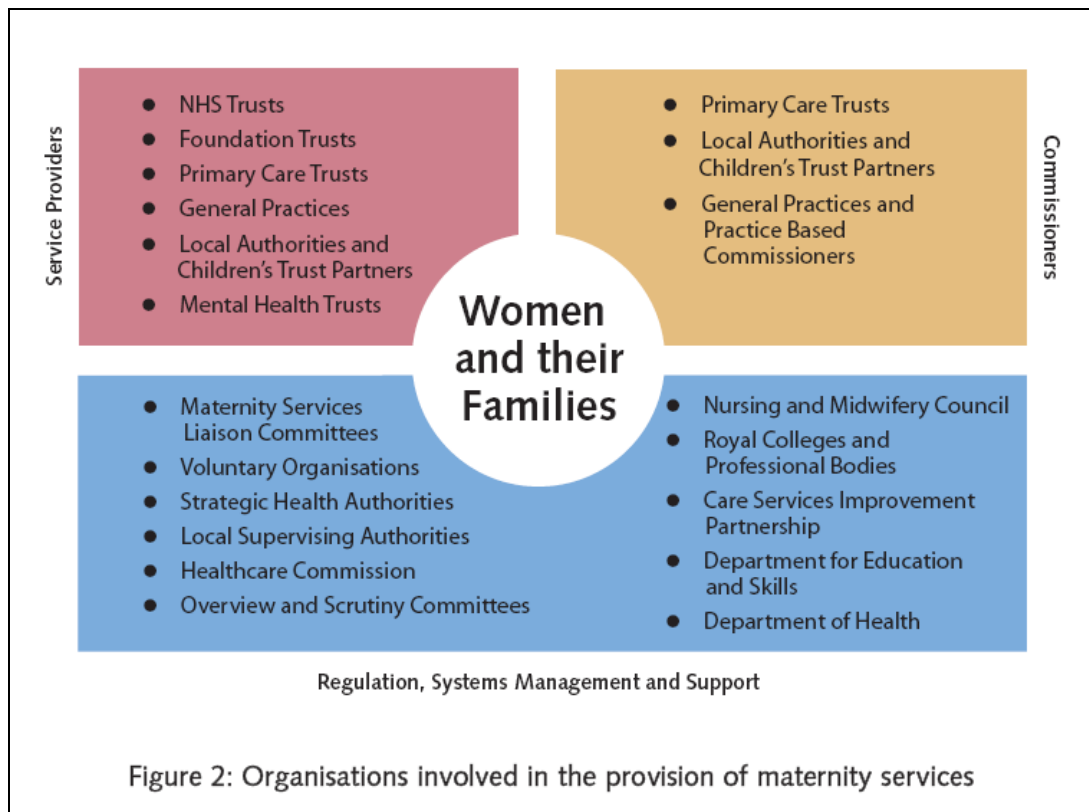 Service Providers
● NHS Trusts
● Foundation Trusts
● Primary Care Trusts
● General Practices
● Local Authorities and
Children's Trust Partners
● Mental Health Trusts
● Primary Care Trusts
● Local Authorities and
Children's Trust Partners
● General Practices and
Practice Based
Commissioners
Commissioners
Women
and their
Families
● Maternity Services
Liaison Committees
● Voluntary Organisations
● Strategic Health Authorities
● Local Supervising Authorities
● Healthcare Commission
● Overview and Scrutiny Committees
● Nursing and Midwifery Council
● Royal Colleges and
Professional Bodies
● Care Services Improvement
Partnership
● Department for Education
and Skills
● Department of Health
Regulation, Systems Management and Support
Figure 2: Organisations involved in the provision of maternity services